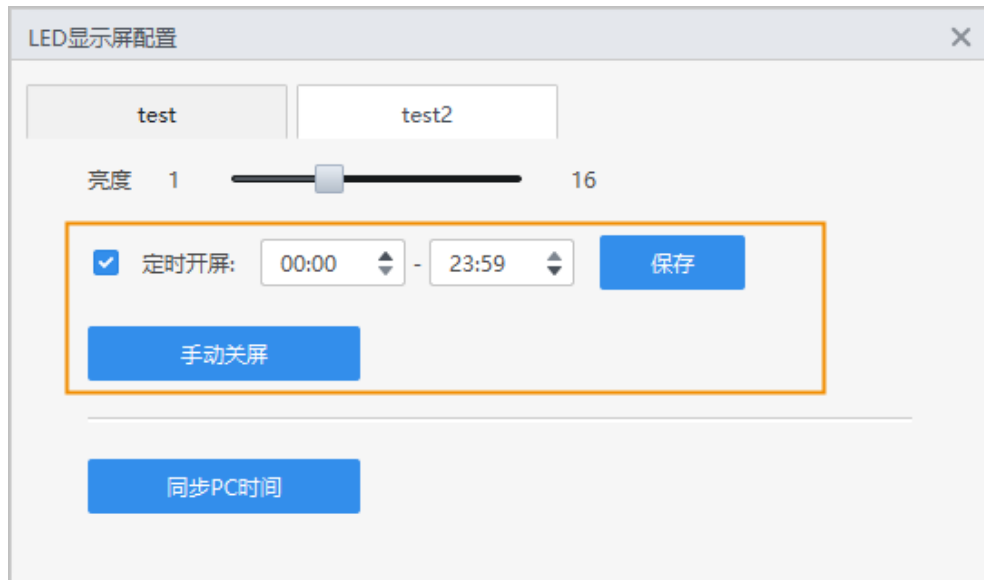 LED显示屏配置
test test2
亮度 1 16
定时开屏: 00:00 - 23:59 保存
手动关屏
同步PC时间